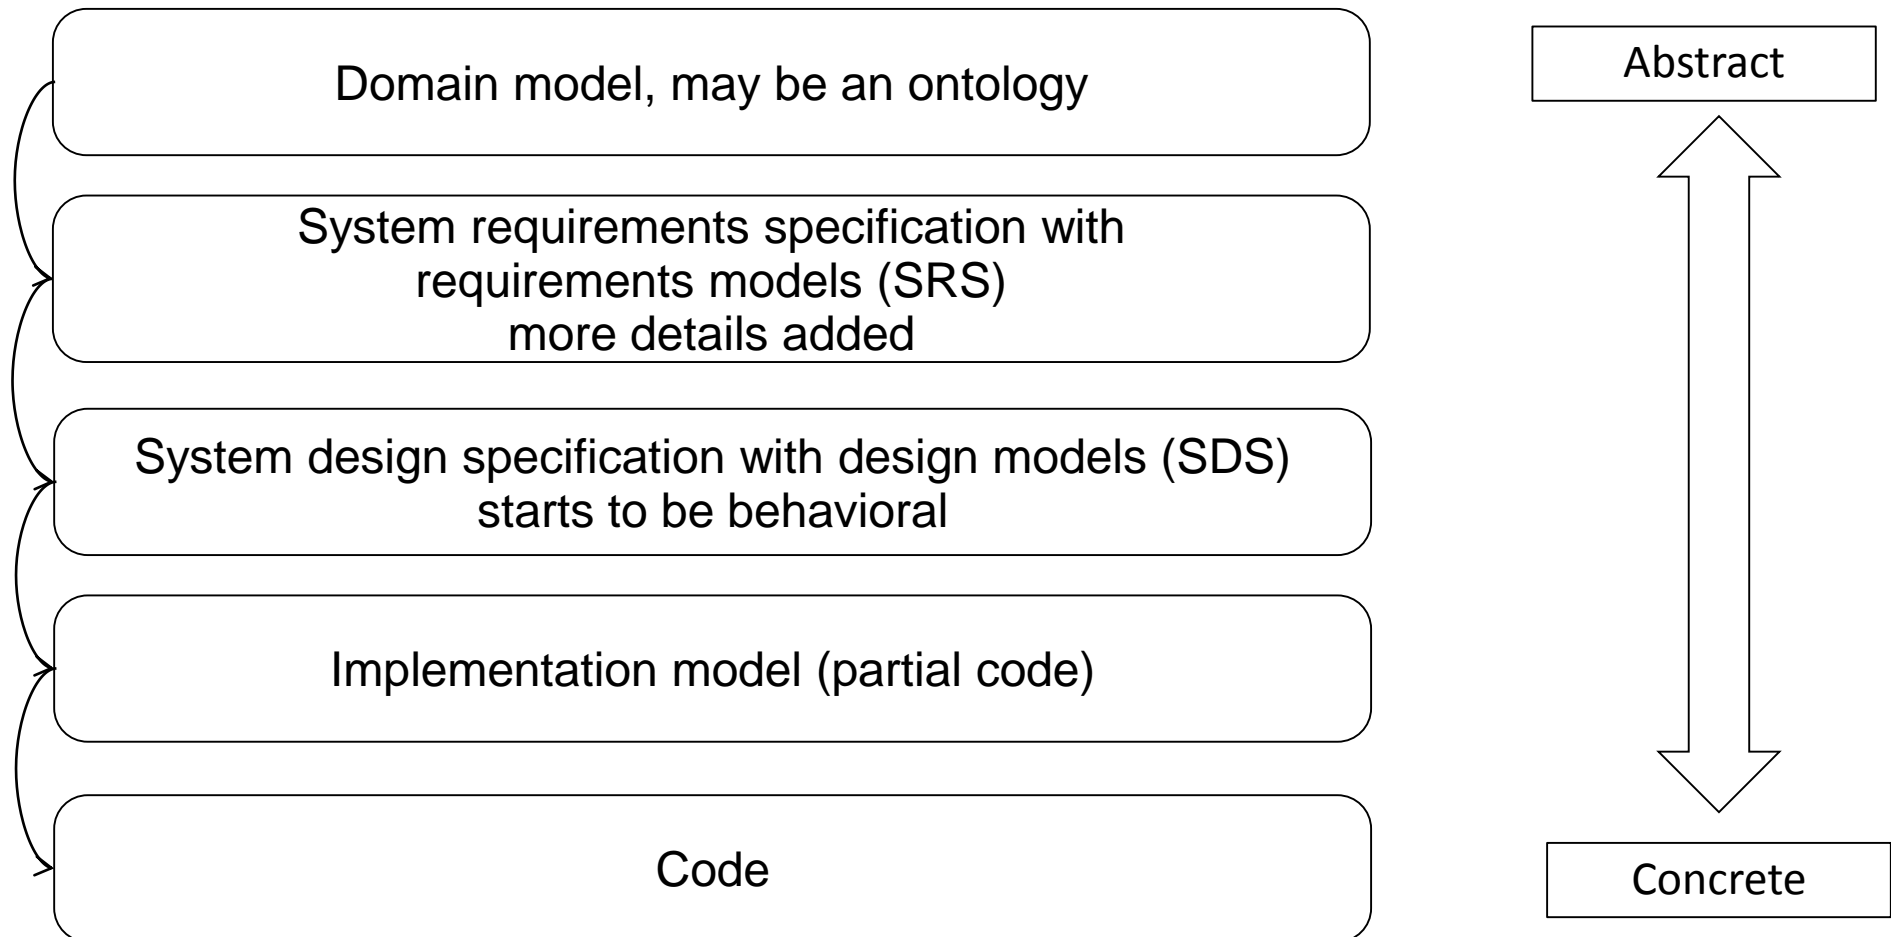 Domain model, may be an ontology
Abstract
System requirements specification with
requirements models (SRS)
more details added
System design specification with design models (SDS)
starts to be behavioral
Implementation model (partial code)
Code
Concrete